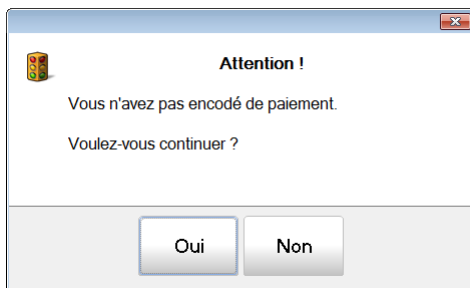 Attention !
Vous n'avez pas encodé de paiement.
Voulez-vous continuer ?
Oui
Non